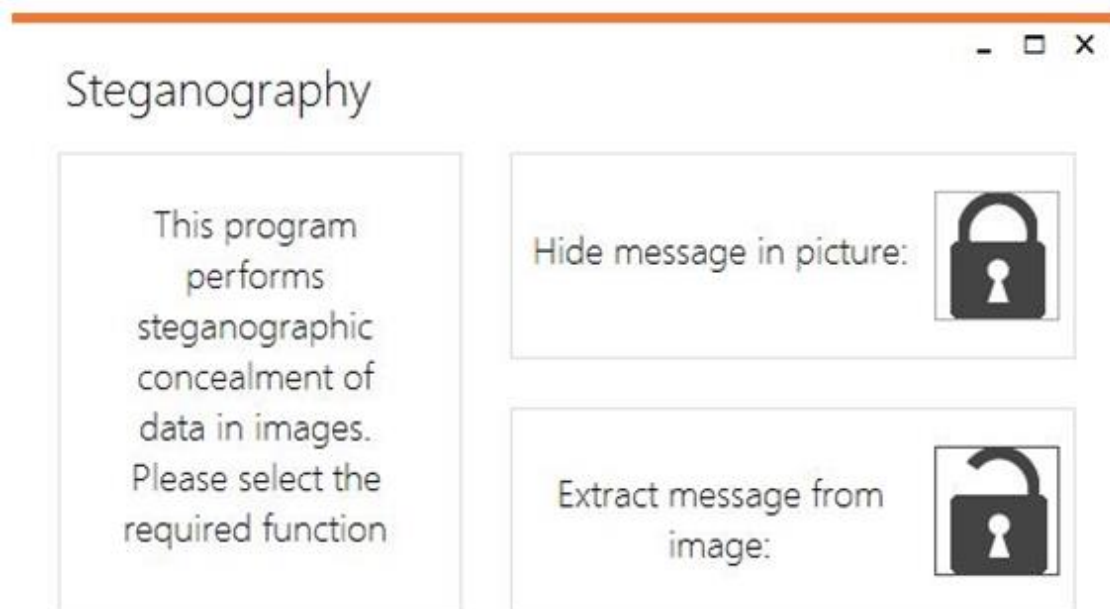 Steganography
This program
performs
steganographic
concealment of
data in images.
Please select the
required function
Hide message in picture:
Extract message from
image: